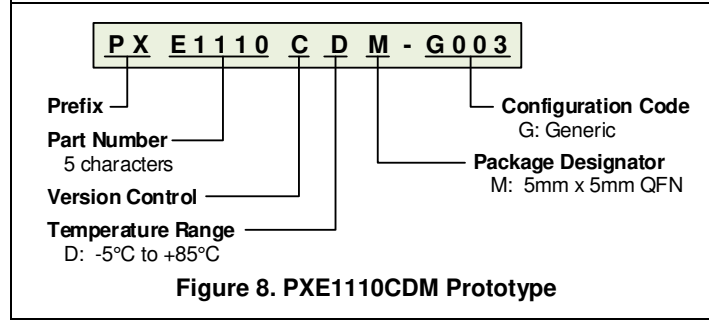 PX E1110 C D M - G003
Prefix
Configuration Code
G: Generic
Part Number
5 characters
Package Designator
M: 5mm x 5mm QFN
Version Control
Temperature Range
D: -5°C to +85°C
Figure 8. PXE1110CDM Prototype